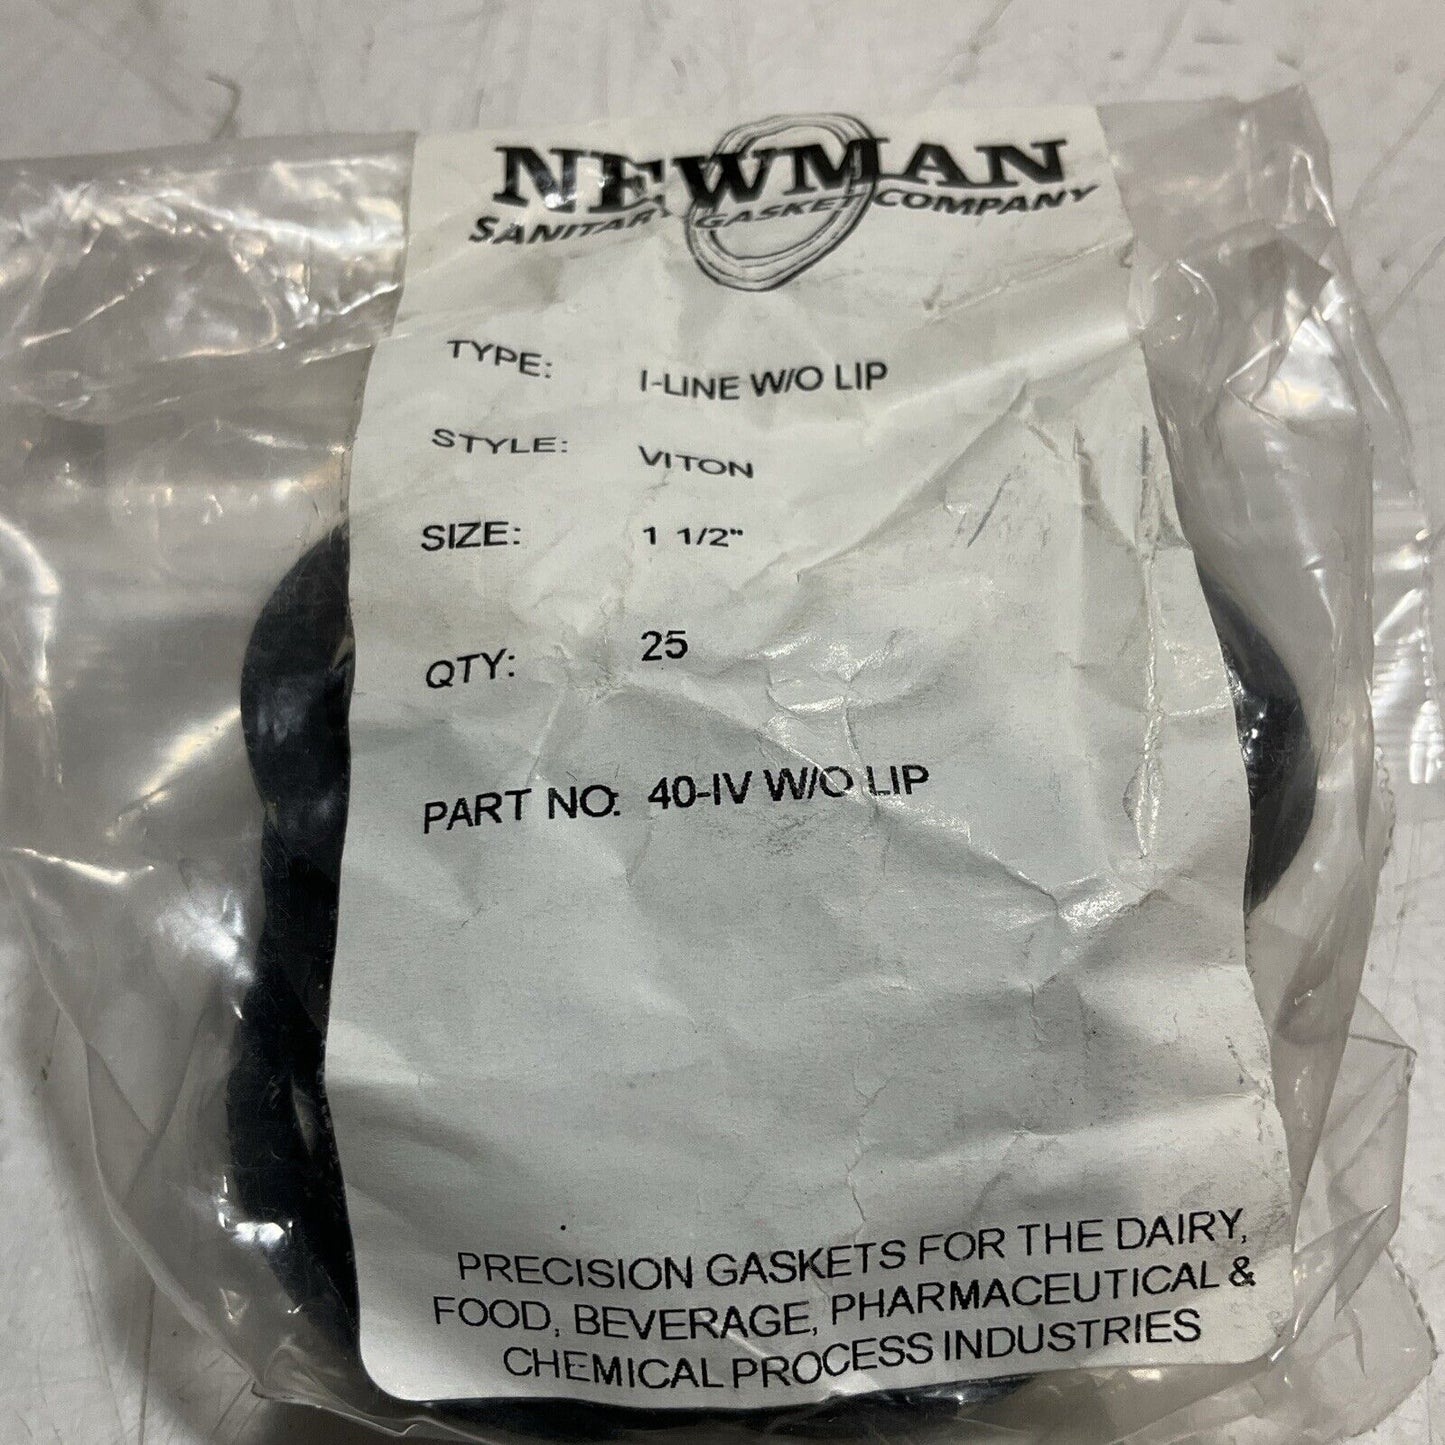 NEWMAN
SANITARY GASKET COMPANY
TYPE: I-LINE W/O LIP
STYLE: VITON
SIZE: 1 1/2"
QTY: 25
PART NO: 40-IV W/O LIP
PRECISION GASKETS FOR THE DAIRY,
FOOD, BEVERAGE, PHARMACEUTICAL &
CHEMICAL PROCESS INDUSTRIES